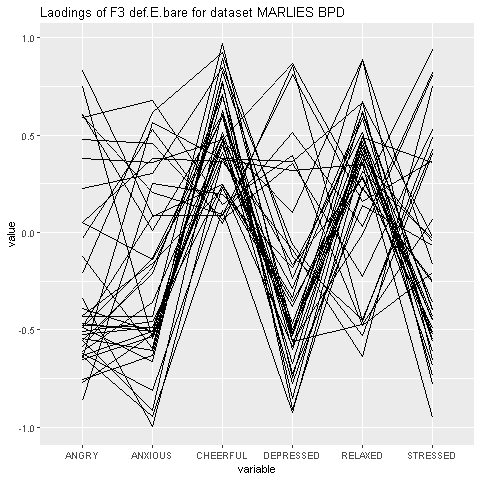 Laodings of F3 def.E.bare for dataset MARLIES BPD
1.0
0.5
value
0.0
-0.5
-1.0
ANGRY ANXIOUS CHEERFUL DEPRESSED RELAXED STRESSED
variable